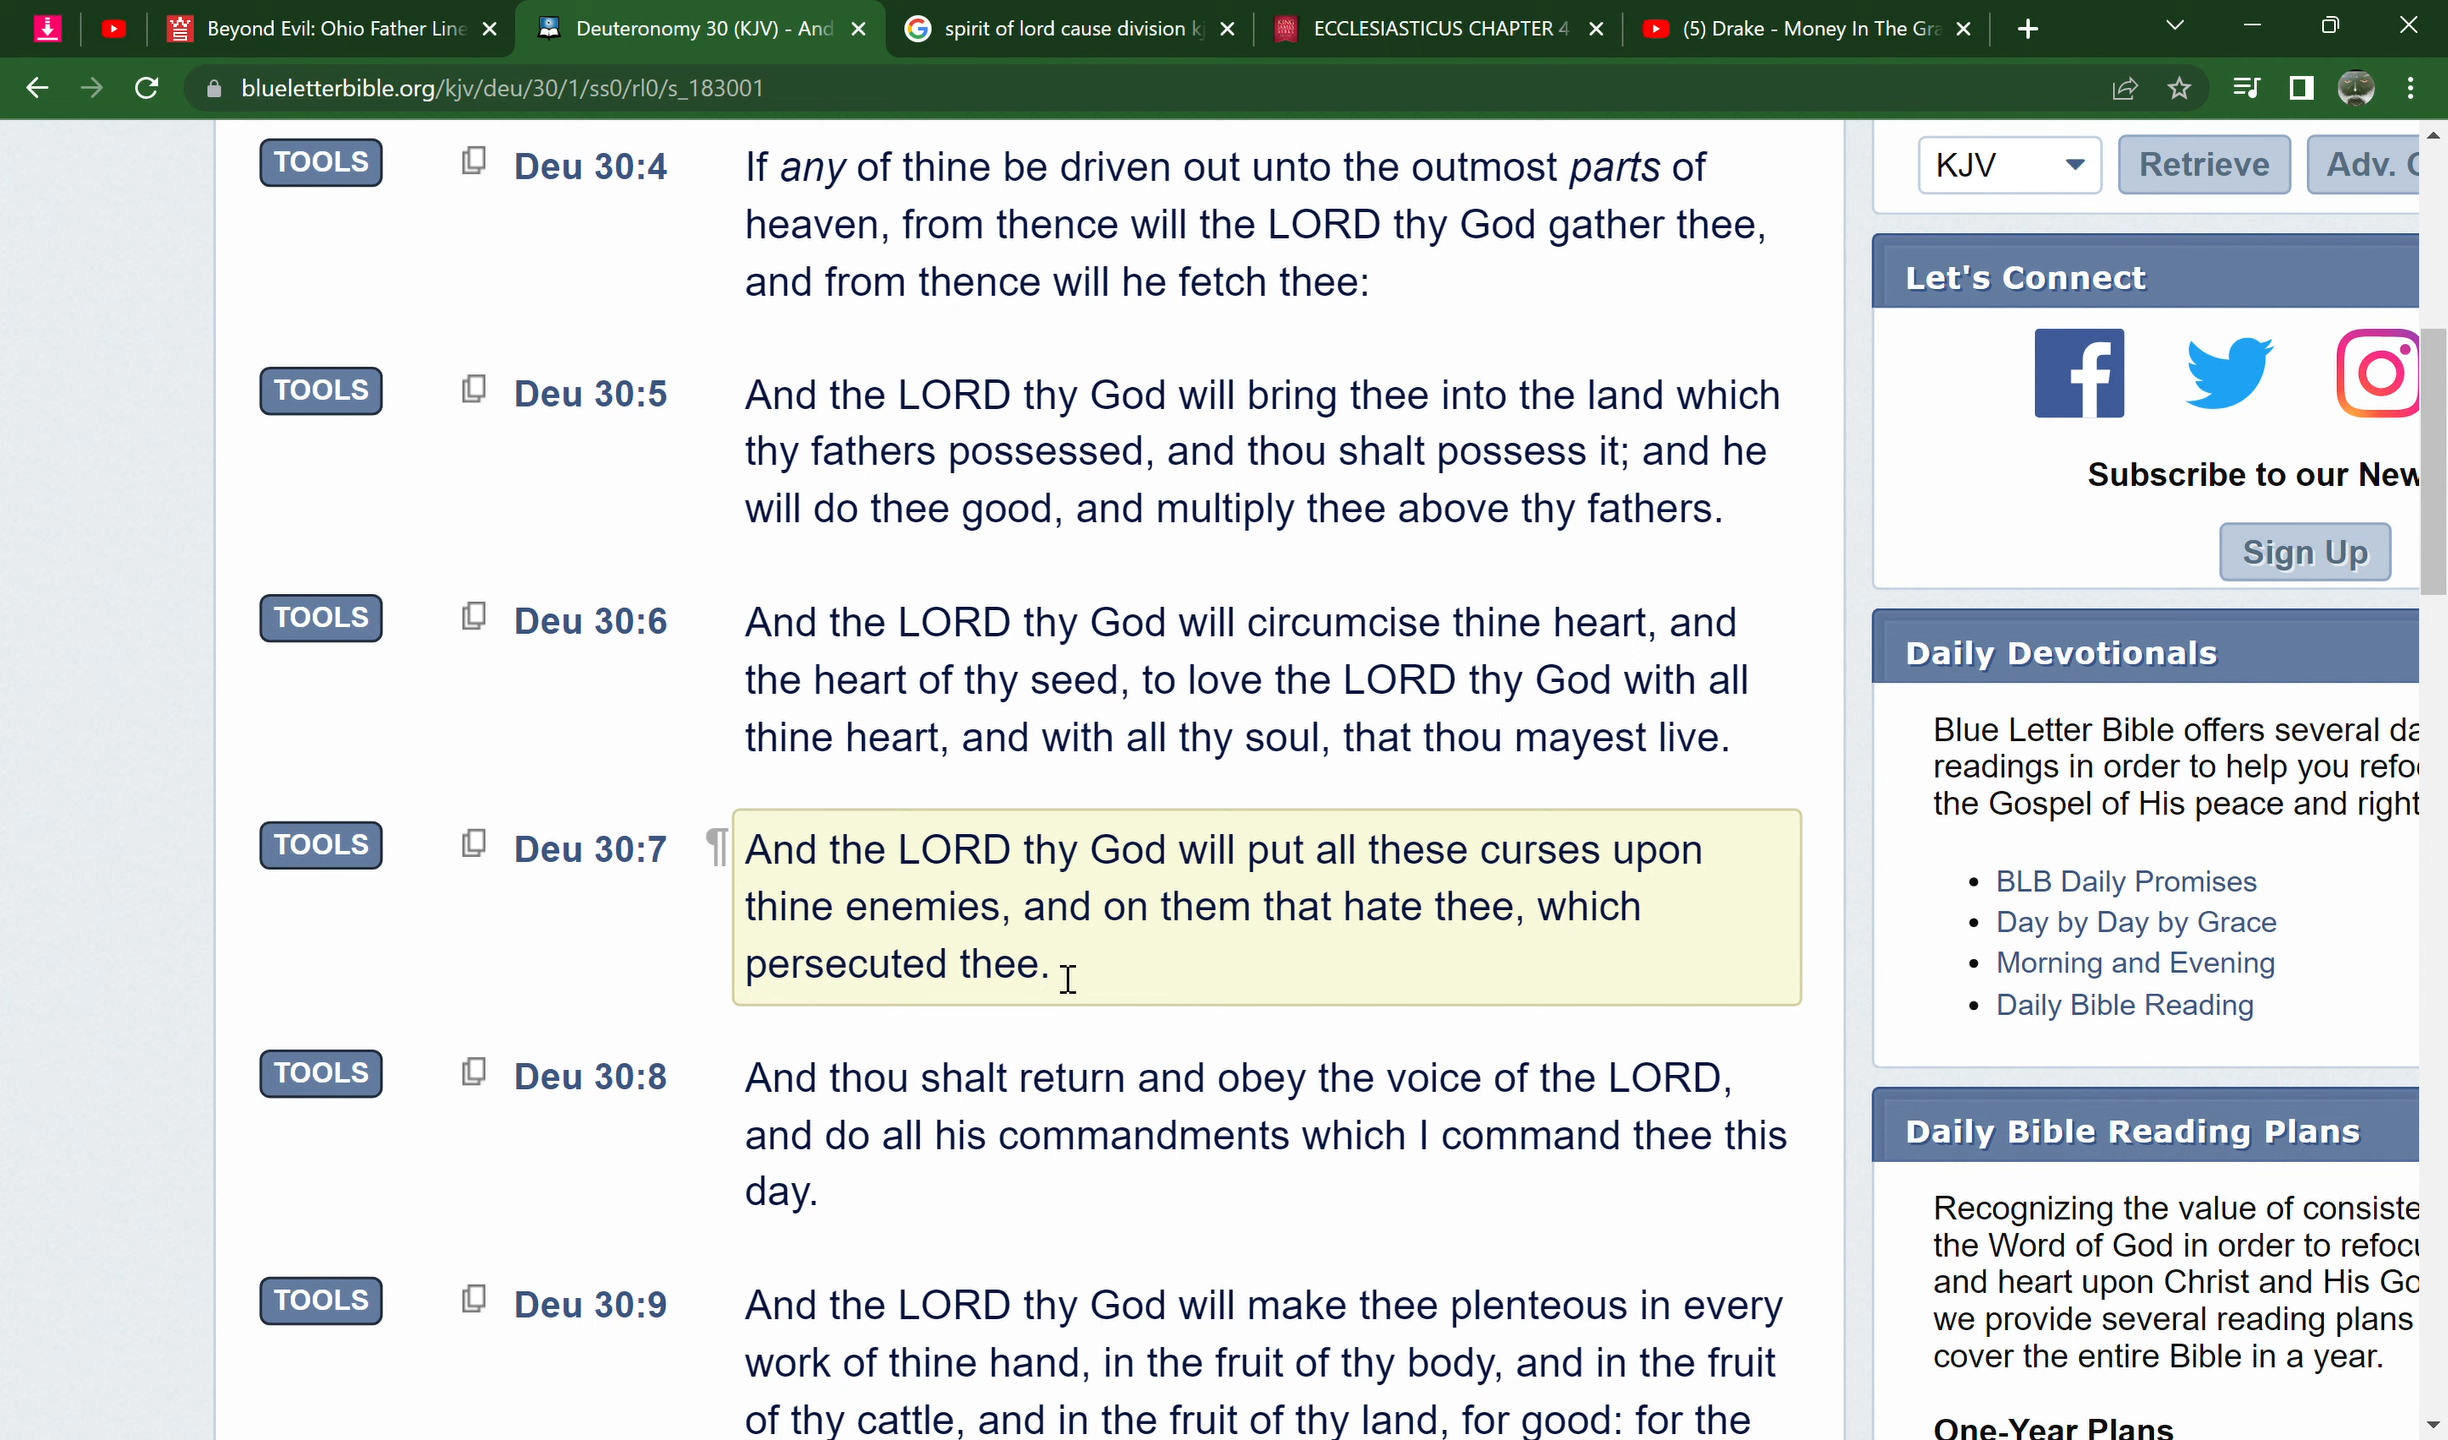 Beyond Evil: Ohio Father Line
Deuteronomy 30 (KJV) - And
spirit of lord cause division k
ECCLESIASTICUS CHAPTER 4
(5) Drake - Money In The Gra
blueletterbible.org/kjv/deu/30/1/ss0/rl0/s_183001
TOOLS
Deu 30:4
If any of thine be driven out unto the outmost parts of
heaven, from thence will the LORD thy God gather thee,
and from thence will he fetch thee:
TOOLS
Deu 30:5
And the LORD thy God will bring thee into the land which
thy fathers possessed, and thou shalt possess it; and he
will do thee good, and multiply thee above thy fathers.
TOOLS
Deu 30:6
And the LORD thy God will circumcise thine heart, and
the heart of thy seed, to love the LORD thy God with all
thine heart, and with all thy soul, that thou mayest live.
TOOLS
Deu 30:7
¶ And the LORD thy God will put all these curses upon
thine enemies, and on them that hate thee, which
persecuted thee.
TOOLS
Deu 30:8
And thou shalt return and obey the voice of the LORD,
and do all his commandments which I command thee this
day.
TOOLS
Deu 30:9
And the LORD thy God will make thee plenteous in every
work of thine hand, in the fruit of thy body, and in the fruit
of thy cattle, and in the fruit of thy land, for good: for the
KJV
Retrieve
Adv.
Let's Connect
Subscribe to our New
Sign Up
Daily Devotionals
Blue Letter Bible offers several da
readings in order to help you refo
the Gospel of His peace and right
• BLB Daily Promises
• Day by Day by Grace
• Morning and Evening
• Daily Bible Reading
Daily Bible Reading Plans
Recognizing the value of consiste
the Word of God in order to refocu
and heart upon Christ and His Go
we provide several reading plans
cover the entire Bible in a year.
One-Year Plans